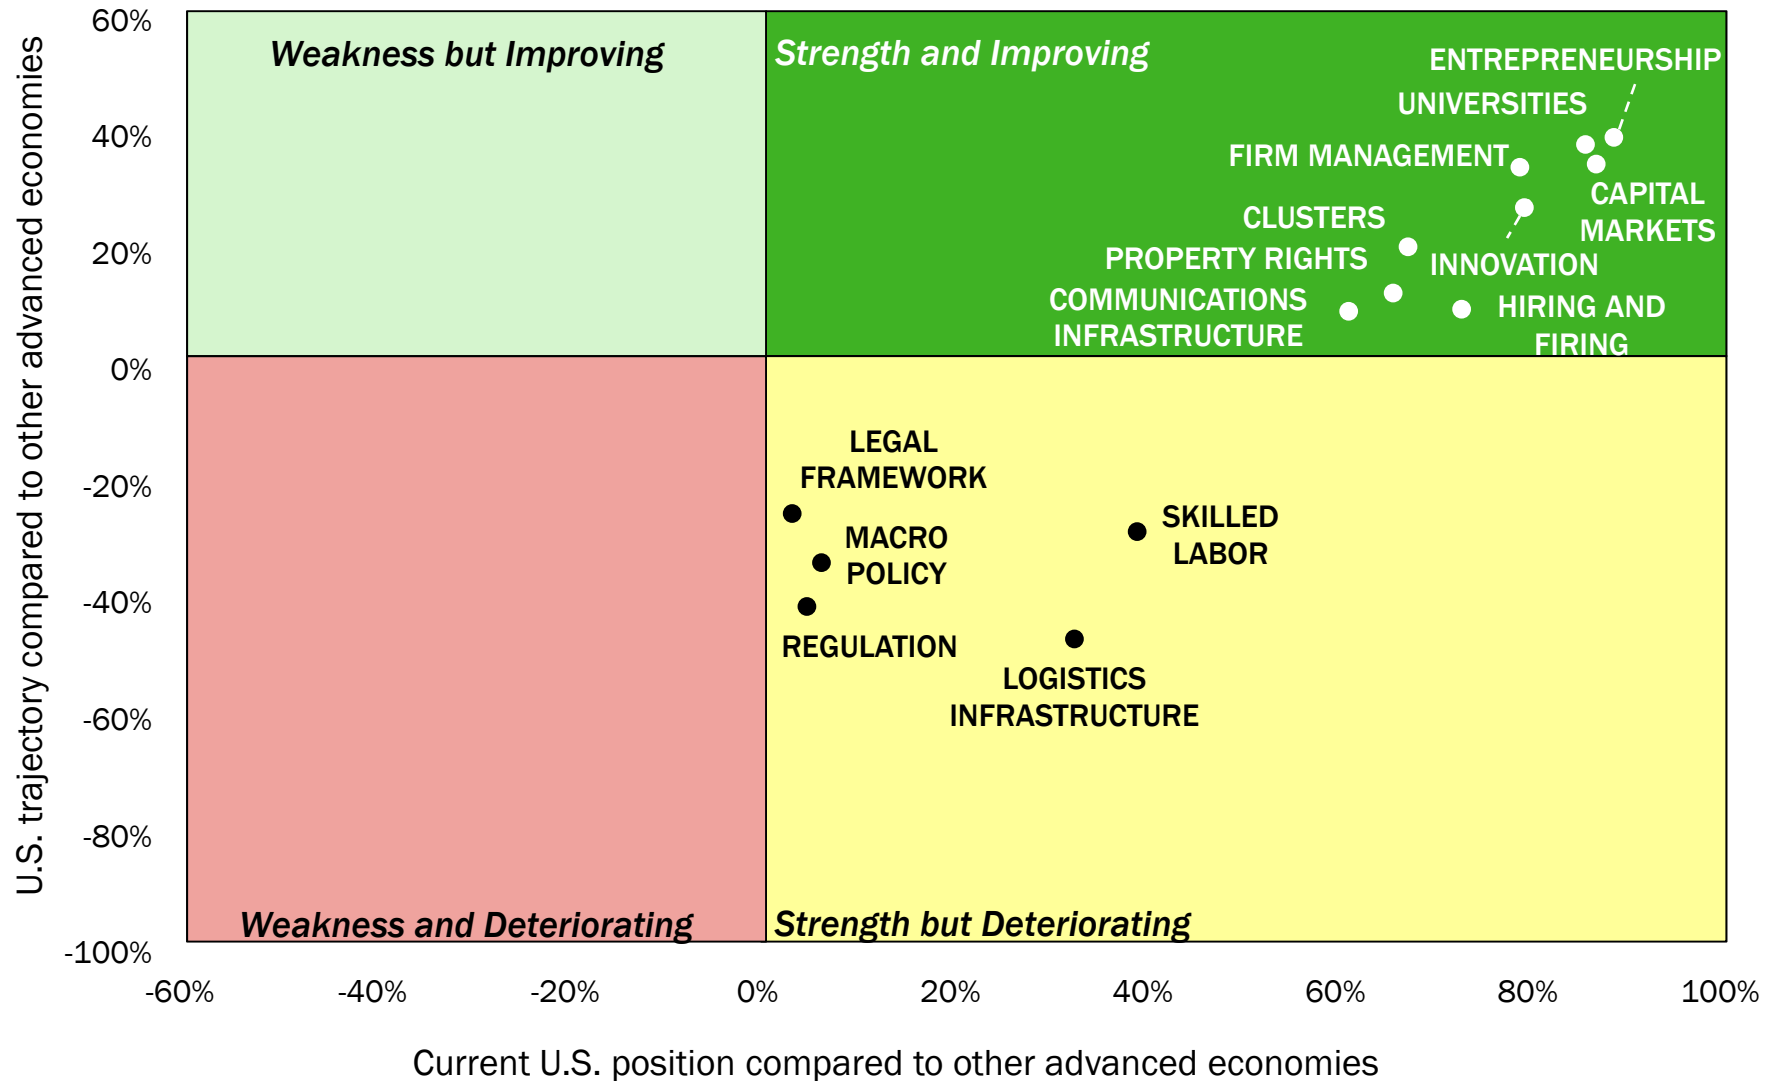 60%
40%
20%
0%
-20%
-40%
-60%
-80%
-100%
U.S. trajectory compared to other advanced economies
Weakness but Improving
Strength and Improving
ENTREPRENEURSHIP
UNIVERSITIES
FIRM MANAGEMENT
CAPITAL
MARKETS
CLUSTERS
PROPERTY RIGHTS
INNOVATION
COMMUNICATIONS
INFRASTRUCTURE
HIRING AND
FIRING
LEGAL
FRAMEWORK
MACRO
POLICY
SKILLED
LABOR
REGULATION
LOGISTICS
INFRASTRUCTURE
Weakness and Deteriorating
Strength but Deteriorating
-60%
-40%
-20%
0%
20%
40%
60%
80%
100%
Current U.S. position compared to other advanced economies